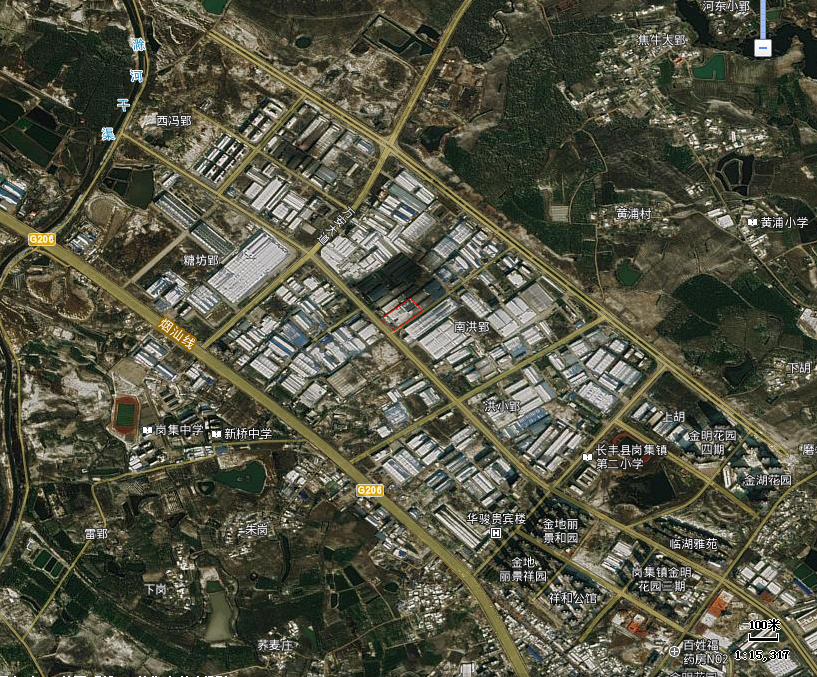 河东小郢
焦牛大郢
滁
河
干
渠
西冯郢
黄浦村
黄浦小学
G206
糖坊郢
烟汕线
南洪郢
下胡
洪小郢
上胡
岗集中学
新桥中学
金明花园
四期
长丰县岗集镇
第二小学
金湖花园
G206
华骏贵宾楼
H
金地丽
景和园
雷郢
朱岗
临湖雅苑
金地
丽景祥园
岗集镇金明
花园二期
下岗
祥和公馆
100米
荞麦庄
百姓福
药房N02
1:15,317